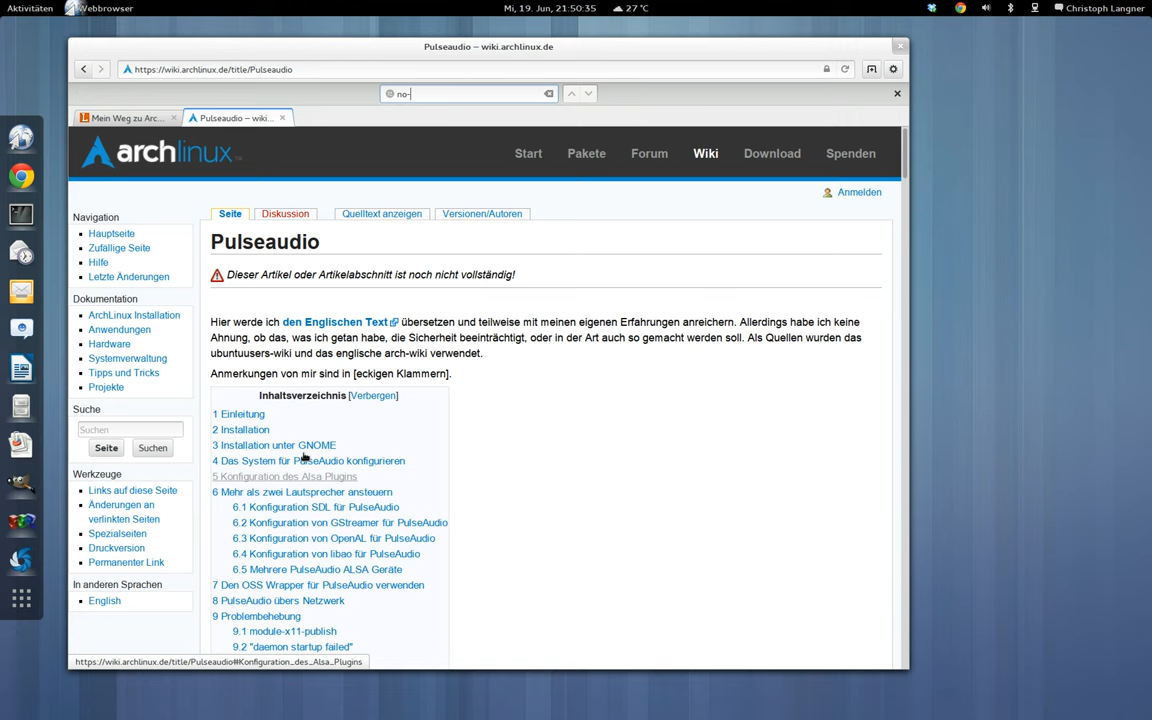 Aktivitäten Webbrowser Mi, 19. Jun, 21:50:35 27 °C Christoph Langner
Pulseaudio – wiki.archlinux.de
https://wiki.archlinux.de/title/Pulseaudio
no-
Mein Weg zu Arc... Pulseaudio – wiki...
archlinux™ Start Pakete Forum Wiki Download Spenden
Anmelden
Seite Diskussion Quelltext anzeigen Versionen/Autoren
Navigation
Hauptseite
Zufällige Seite
Hilfe
Letzte Änderungen
Dokumentation
ArchLinux Installation
Anwendungen
Hardware
Systemverwaltung
Tipps und Tricks
Projekte
Suche
Suchen
Seite Suchen
Werkzeuge
Links auf diese Seite
Änderungen an
verlinkten Seiten
Spezialseiten
Druckversion
Permanenter Link
In anderen Sprachen
English
Pulseaudio
Dieser Artikel oder Artikelabschnitt ist noch nicht vollständig!
Hier werde ich den Englischen Text übersetzen und teilweise mit meinen eigenen Erfahrungen anreichern. Allerdings habe ich keine
Ahnung, ob das, was ich getan habe, die Sicherheit beeinträchtigt, oder in der Art auch so gemacht werden soll. Als Quellen wurden das
ubuntuusers-wiki und das englische arch-wiki verwendet.
Anmerkungen von mir sind in [eckigen Klammern].
Inhaltsverzeichnis [Verbergen]
1 Einleitung
2 Installation
3 Installation unter GNOME
4 Das System für PulseAudio konfigurieren
5 Konfiguration des Alsa Plugins
6 Mehr als zwei Lautsprecher ansteuern
6.1 Konfiguration SDL für PulseAudio
6.2 Konfiguration von GStreamer für PulseAudio
6.3 Konfiguration von OpenAL für PulseAudio
6.4 Konfiguration von libao für PulseAudio
6.5 Mehrere PulseAudio ALSA Geräte
7 Den OSS Wrapper für PulseAudio verwenden
8 PulseAudio übers Netzwerk
9 Problembehebung
9.1 module-x11-publish
9.2 "daemon startup failed"
https://wiki.archlinux.de/title/Pulseaudio#Konfiguration_des_Alsa_Plugins